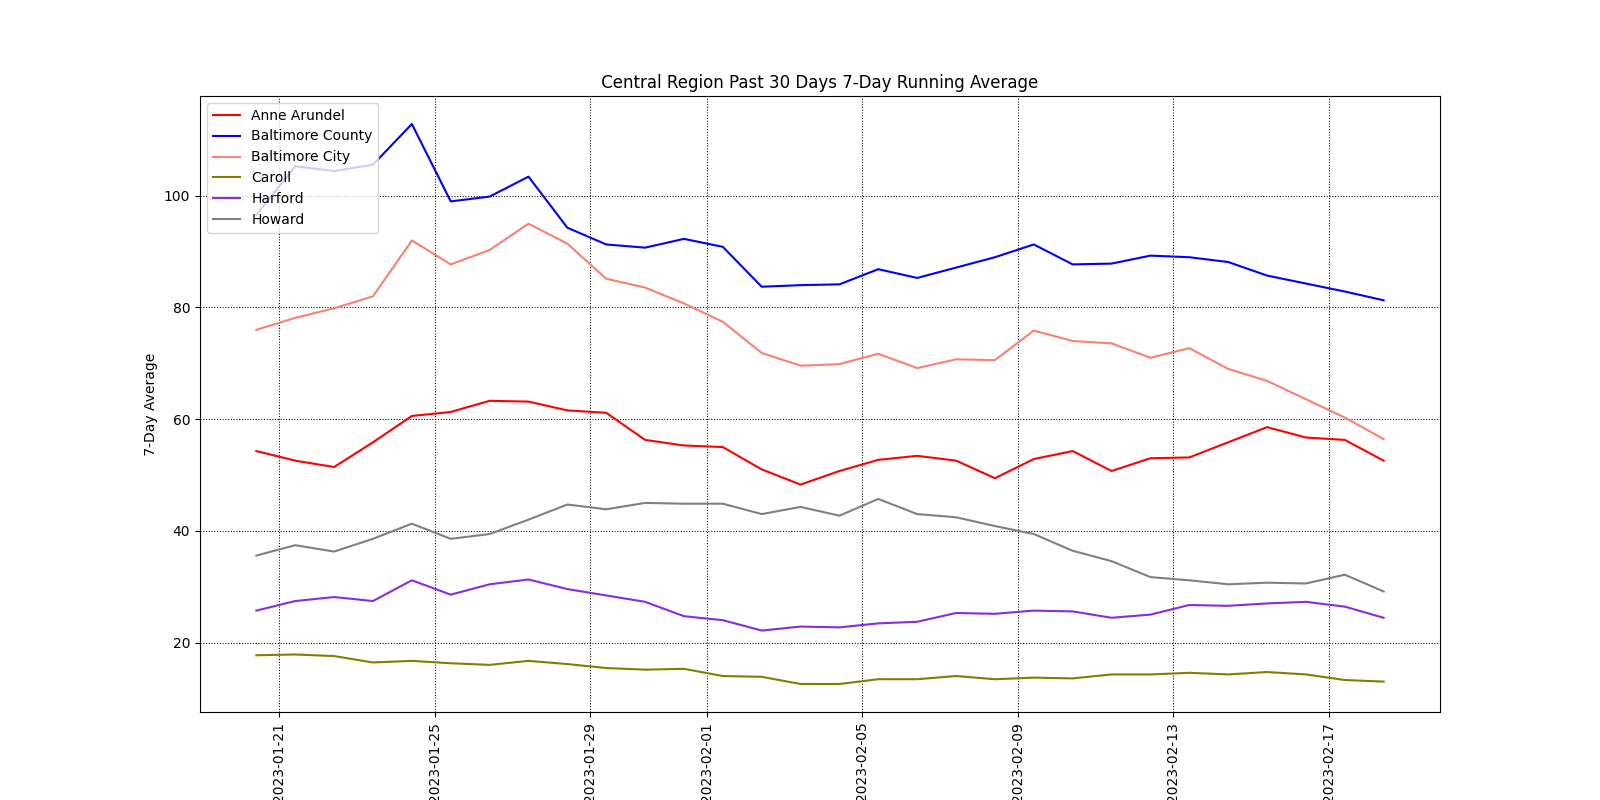 Central Region Past 30 Days 7-Day Running Average
Anne Arundel
Baltimore County
Baltimore City
Caroll
Harford
Howard
7-Day Average
100
80
60
40
20
2023-01-21
2023-01-25
2023-01-29
2023-02-01
2023-02-05
2023-02-09
2023-02-13
2023-02-17